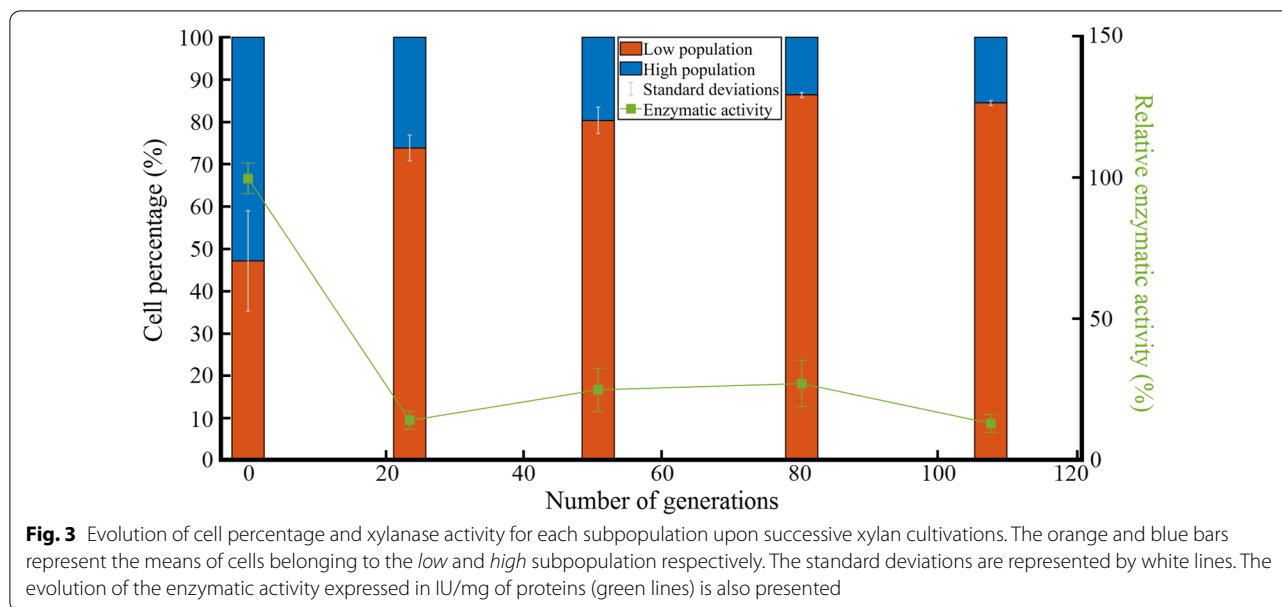 100
90
80
70
60
50
40
30
20
10
0
Cell percentage (%)
Low population
High population
Standard deviations
Enzymatic activity
150
100
50
0
Relative enzymatic activity (%)
0 20 40 60 80 100 120
Number of generations
Fig. 3 Evolution of cell percentage and xylanase activity for each subpopulation upon successive xylan cultivations. The orange and blue bars
represent the means of cells belonging to the low and high subpopulation respectively. The standard deviations are represented by white lines. The
evolution of the enzymatic activity expressed in IU/mg of proteins (green lines) is also presented